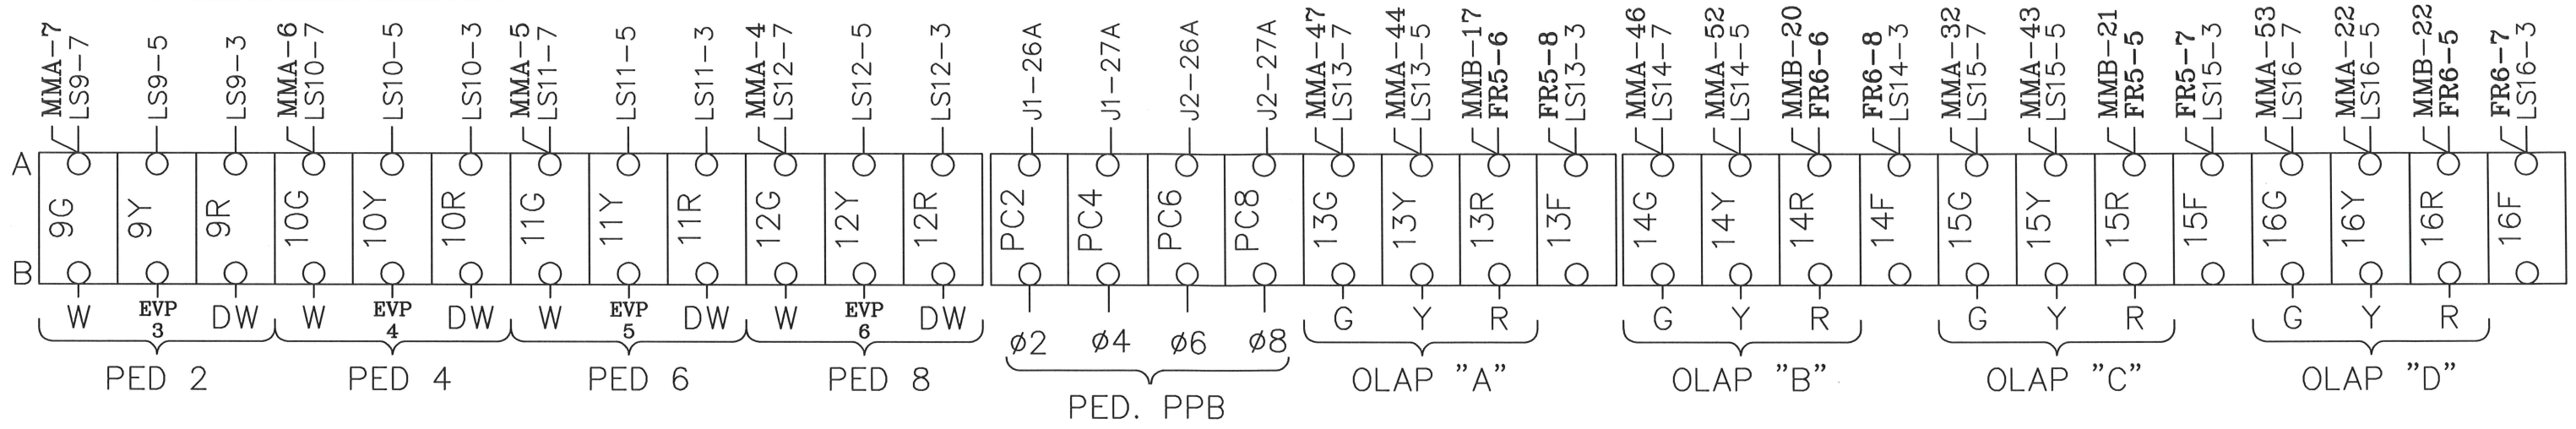 MMA-7 LS9-7 LS9-5 LS9-3 MMA-6 LS10-7 LS10-5 LS10-3 MMA-5 LS11-7 LS11-5 LS11-3 MMA-4 LS12-7 LS12-5 LS12-3 J1-26A J1-27A J2-26A J2-27A MMA-47 LS13-7 MMA-44 LS13-5 MMB-17 FR5-6 FR5-8 LS13-3 MMA-46 LS14-7 MMA-52 LS14-5 MMB-20 FR6-6 FR6-8 LS14-3 MMA-32 LS15-7 MMA-43 LS15-5 MMB-21 FR5-5 FR5-7 LS15-3 MMA-53 LS16-7 MMA-22 LS16-5 MMB-22 FR6-5 FR6-7 LS16-3
A
9G 9Y 9R 10G 10Y 10R 11G 11Y 11R 12G 12Y 12R PC2 PC4 PC6 PC8 13G 13Y 13R 13F 14G 14Y 14R 14F 15G 15Y 15R 15F 16G 16Y 16R 16F
B
W EVP 3 DW W EVP 4 DW W EVP 5 DW W EVP 6 DW ø2 ø4 ø6 ø8 G Y R G Y R G Y R G Y R
PED 2 PED 4 PED 6 PED 8 OLAP "A" OLAP "B" OLAP "C" OLAP "D"
PED. PPB